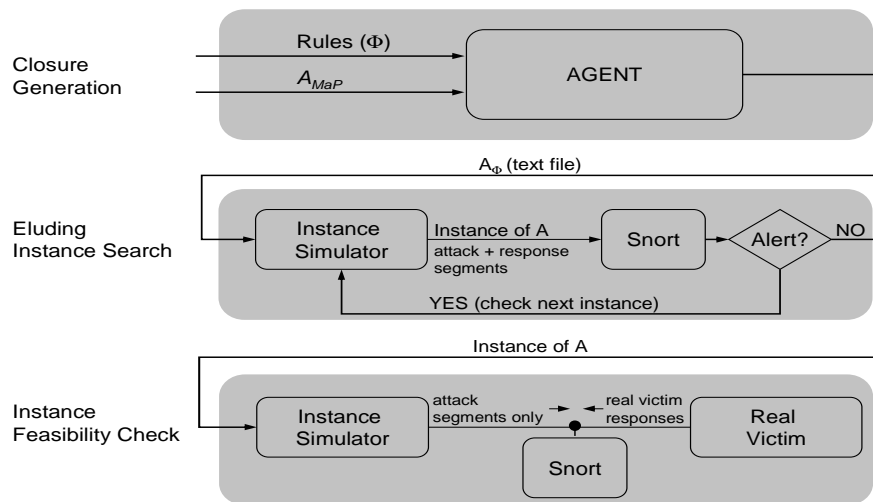 Closure
Generation
Rules (Φ)
A_MaP
AGENT
A_Φ (text file)
Eluding
Instance Search
Instance
Simulator
Instance of A
attack + response
segments
Snort
Alert?
NO
YES (check next instance)
Instance of A
Instance
Feasibility Check
Instance
Simulator
attack
segments only
real victim
responses
Snort
Real
Victim